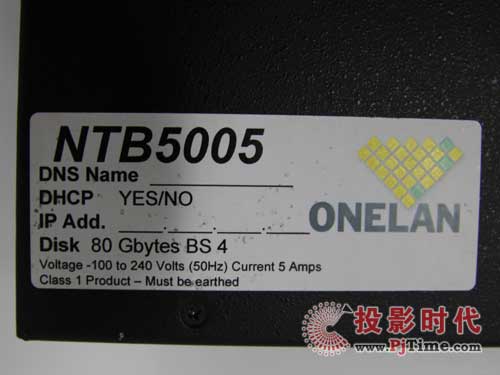 NTB5005
DNS Name
DHCP YES/NO
IP Add. . . .
Disk 80 Gbytes BS 4
Voltage -100 to 240 Volts (50Hz) Current 5 Amps
Class 1 Product – Must be earthed
ONELAN
投影时代
www.PjTime.com